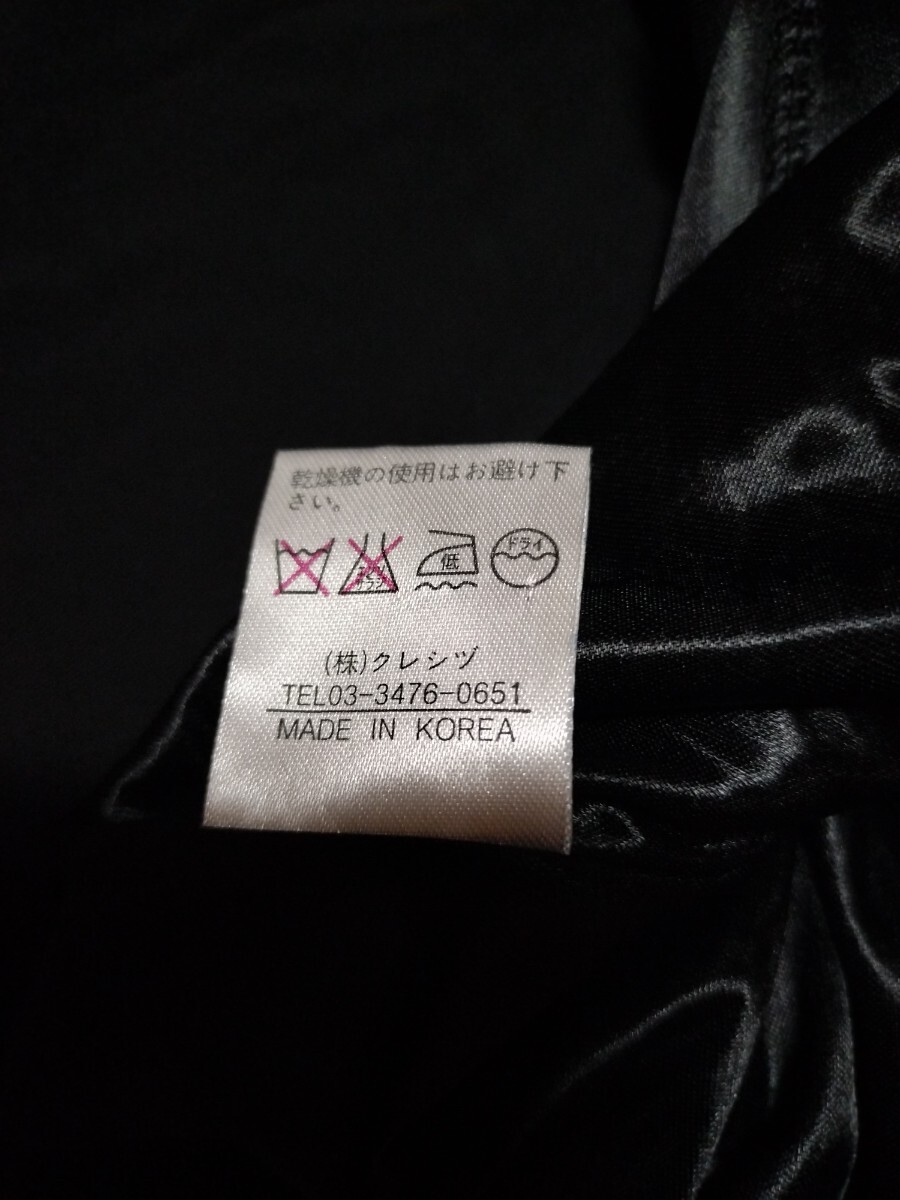 乾燥機の使用はお避け下
さい。
低 ドライ
(株)クレシヅ
TEL03-3476-0651
MADE IN KOREA